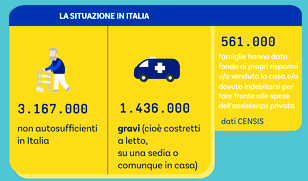 LA SITUAZIONE IN ITALIA
3.167.000
non autosufficienti
in Italia
1.436.000
gravi (cioè costretti
a letto,
su una sedia o
comunque in casa)
561.000
famiglie hanno dato
fondo ai propri risparmi
e/o venduto la casa e/o
dovuto indebitarsi per
fare fronte alle spese
dell'assistenza privata
dati CENSIS